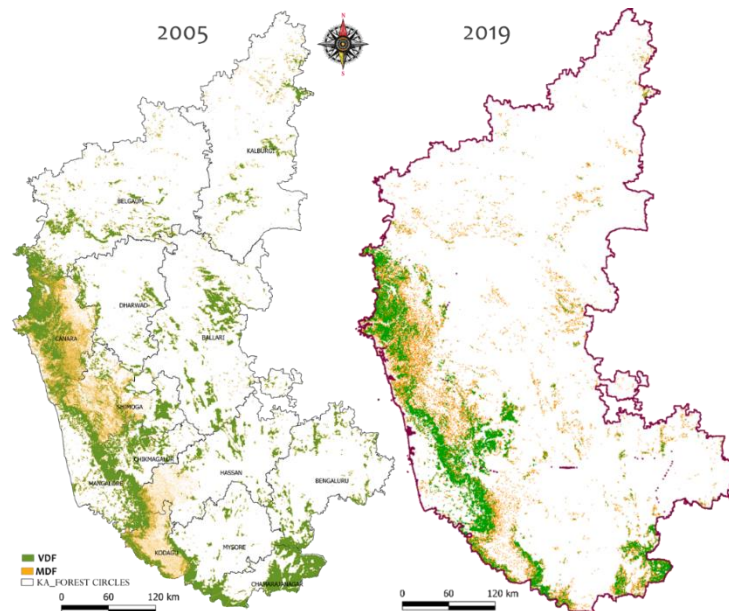 2005
2019
N
S
KALBURGI
BELGAUM
DHARWAD
BALLARI
CANARA
SHIMOGA
CHIKMAGALUR
HASSAN
BENGALURU
MANGALORE
MYSORE
KODAGU
CHAMARAJNAGAR
VDF
MDF
KA_FOREST CIRCLES
0 60 120 km
0 60 120 km